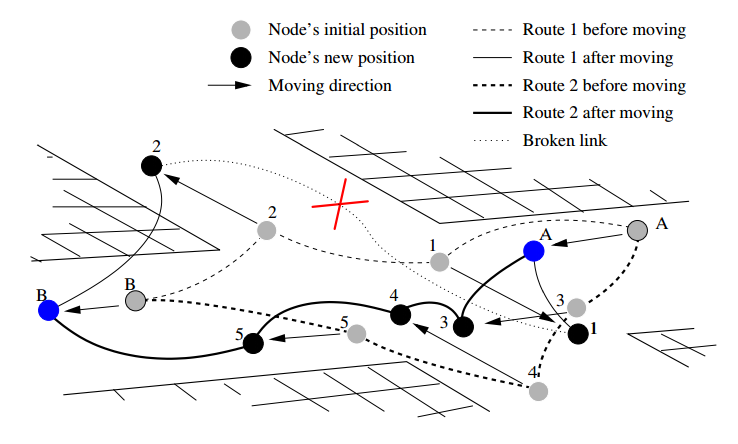 Node's initial position
Node's new position
Moving direction
Route 1 before moving
Route 1 after moving
Route 2 before moving
Route 2 after moving
Broken link
2
2
A
A
1
B
B
4
3
3
1
5
5
4